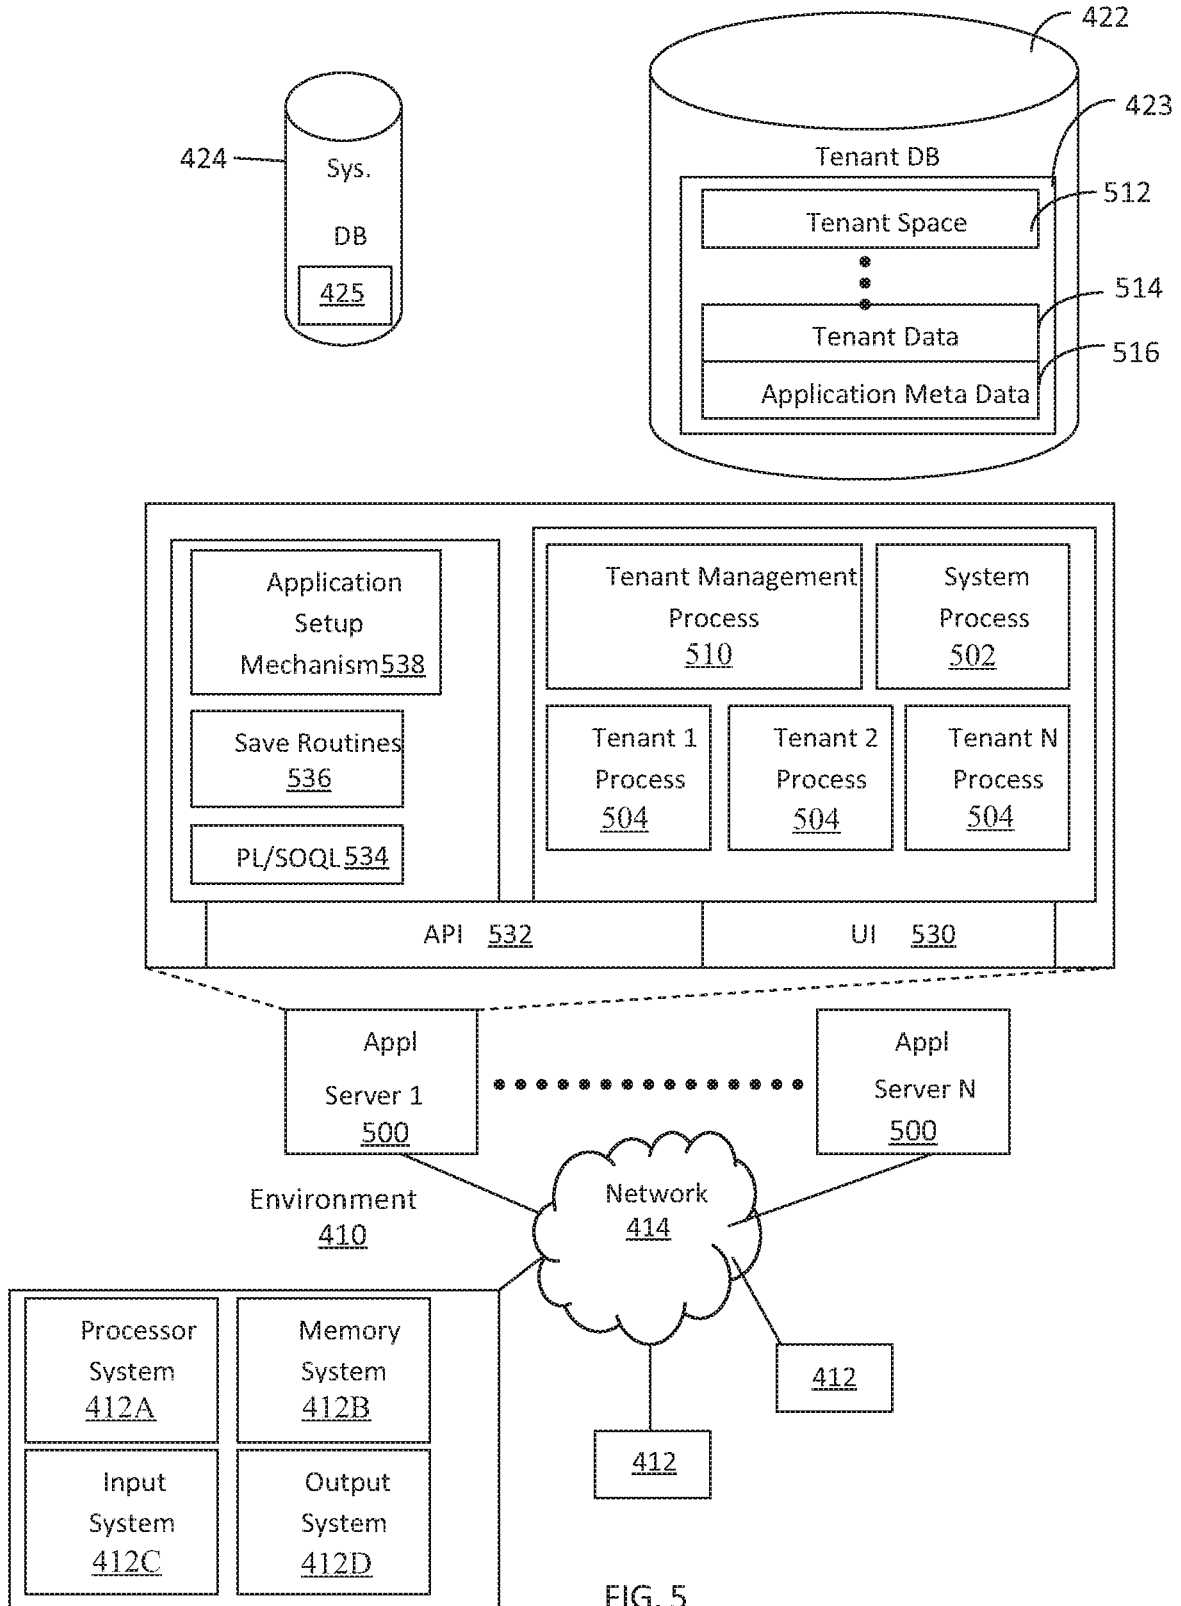 422
423
424
Sys.
DB
425
Tenant DB
512
Tenant Space
514
Tenant Data
516
Application Meta Data
Application
Setup
Mechanism538
Save Routines
536
PL/SOQL534
Tenant Management
Process
510
System
Process
502
Tenant 1
Process
504
Tenant 2
Process
504
Tenant N
Process
504
API 532
UI 530
Appl
Server 1
500
Appl
Server N
500
Environment
410
Network
414
Processor
System
412A
Memory
System
412B
Input
System
412C
Output
System
412D
412
412
FIG. 5